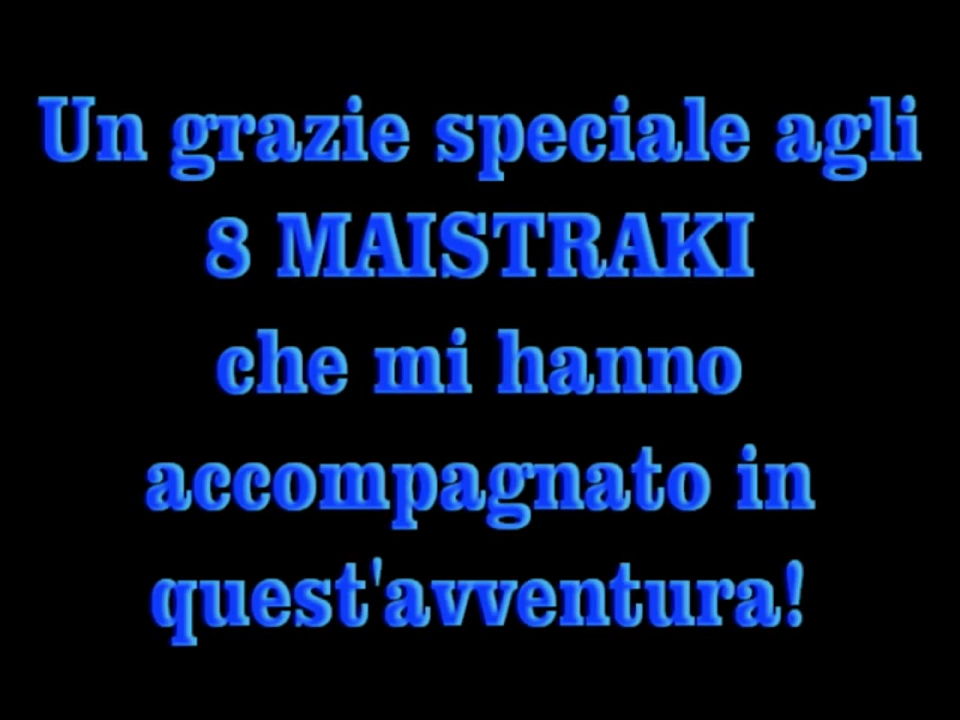 Un grazie speciale agli
8 MAISTRAKI
che mi hanno
accompagnato in
quest'avventura!